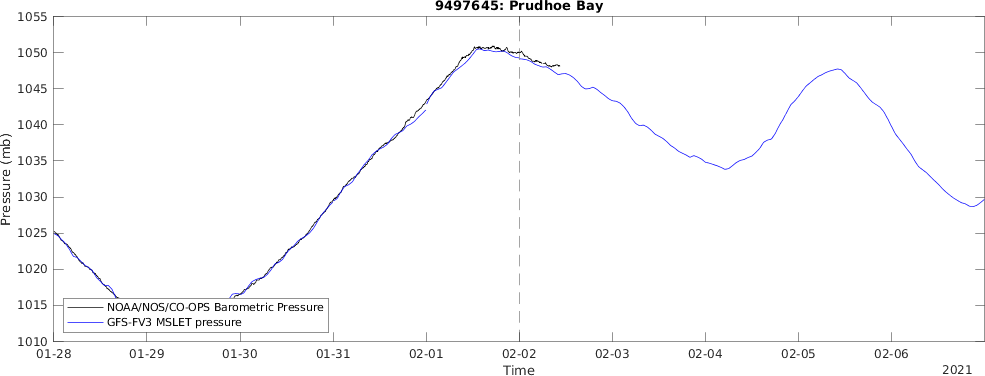 9497645: Prudhoe Bay
1055
1050
1045
1040
1035
1030
1025
1020
1015
1010
Pressure (mb)
NOAA/NOS/CO-OPS Barometric Pressure
GFS-FV3 MSLET pressure
01-28 01-29 01-30 01-31 02-01 02-02 02-03 02-04 02-05 02-06
Time
2021